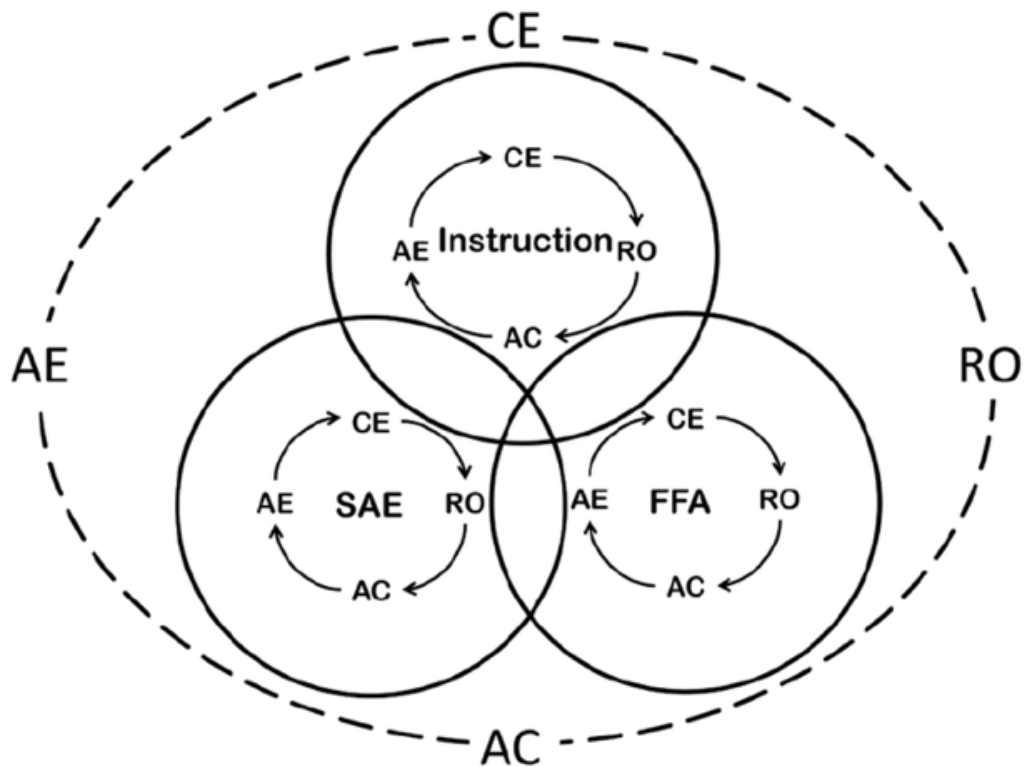 CE
CE
AE Instruction RO
AC
AE
RO
CE
CE
AE SAE RO
AE FFA RO
AC
AC
AC